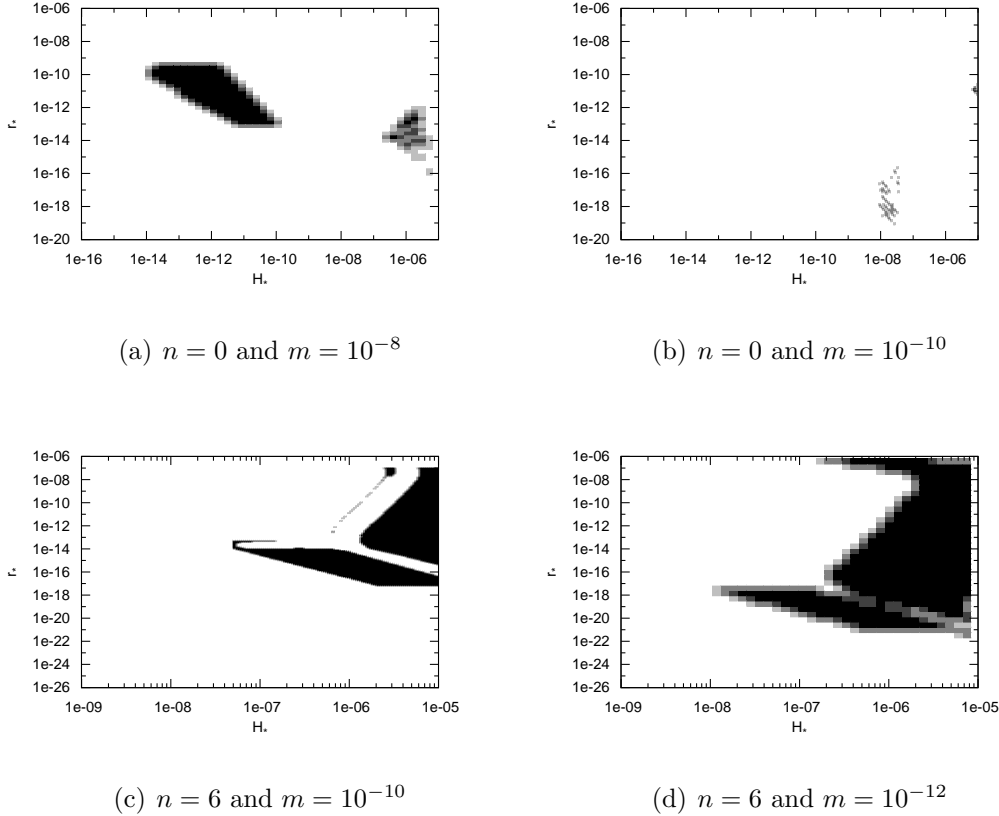 1e-06
1e-08
1e-10
1e-12
1e-14
1e-16
1e-18
1e-20
r*
1e-16 1e-14 1e-12 1e-10 1e-08 1e-06
H*
(a) n = 0 and m = 10^-8
1e-06
1e-08
1e-10
1e-12
1e-14
1e-16
1e-18
1e-20
r*
1e-16 1e-14 1e-12 1e-10 1e-08 1e-06
H*
(b) n = 0 and m = 10^-10
1e-06
1e-08
1e-10
1e-12
1e-14
1e-16
1e-18
1e-20
1e-22
1e-24
1e-26
r*
1e-09 1e-08 1e-07 1e-06 1e-05
H*
(c) n = 6 and m = 10^-10
1e-06
1e-08
1e-10
1e-12
1e-14
1e-16
1e-18
1e-20
1e-22
1e-24
1e-26
r*
1e-09 1e-08 1e-07 1e-06 1e-05
H*
(d) n = 6 and m = 10^-12